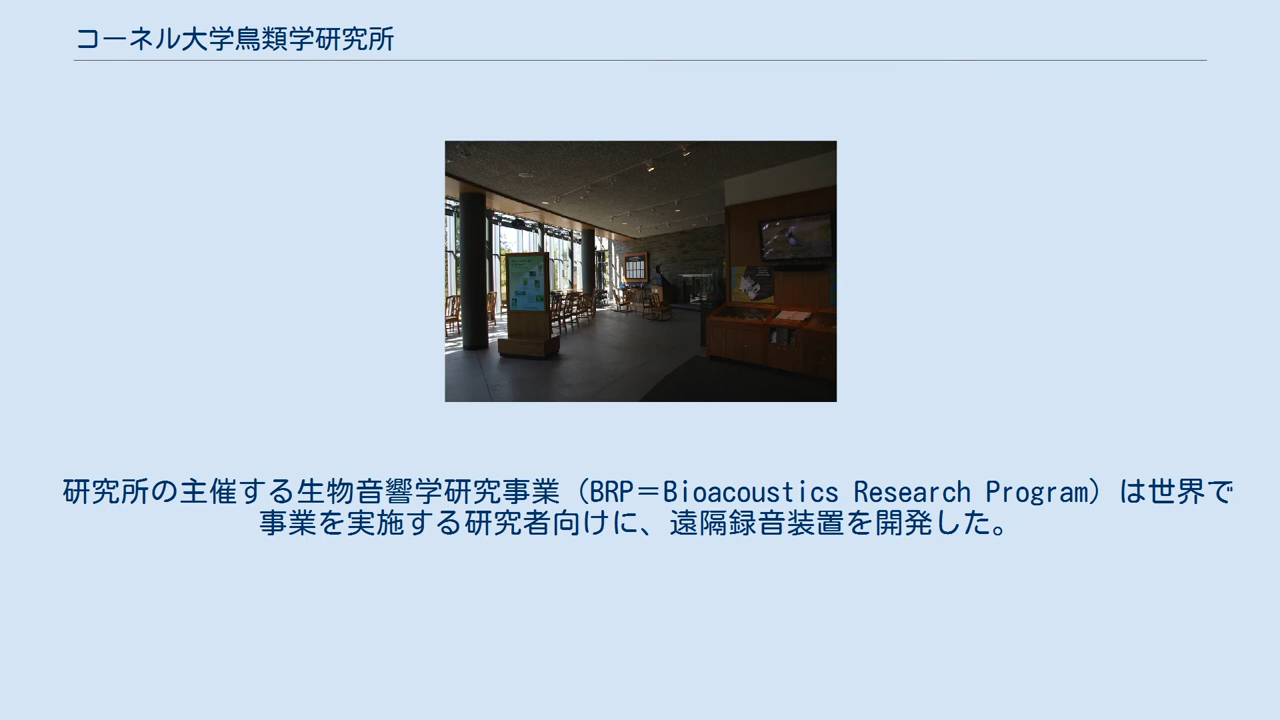 コーネル大学鳥類学研究所
研究所の主催する生物音響学研究事業（BRP＝Bioacoustics Research Program）は世界で
事業を実施する研究者向けに、遠隔録音装置を開発した。